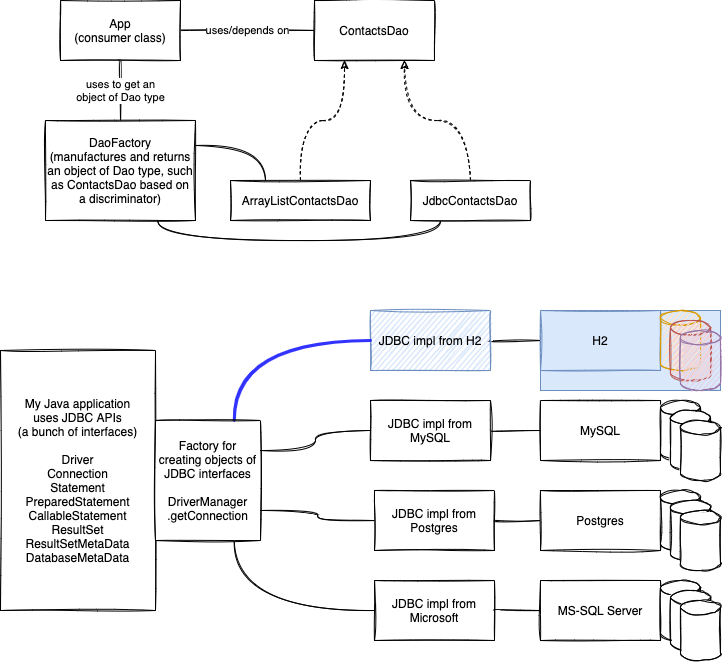 App
(consumer class)
uses/depends on
ContactsDao
uses to get an
object of Dao type
DaoFactory
(manufactures and returns
an object of Dao type, such
as ContactsDao based on
a discriminator)
ArrayListContactsDao
JdbcContactsDao
My Java application
uses JDBC APIs
(a bunch of interfaces)
Driver
Connection
Statement
PreparedStatement
CallableStatement
ResultSet
ResultSetMetaData
DatabaseMetaData
Factory for
creating objects of
JDBC interfaces
DriverManager
.getConnection
JDBC impl from H2
H2
JDBC impl from
MySQL
MySQL
JDBC impl from
Postgres
Postgres
JDBC impl from
Microsoft
MS-SQL Server